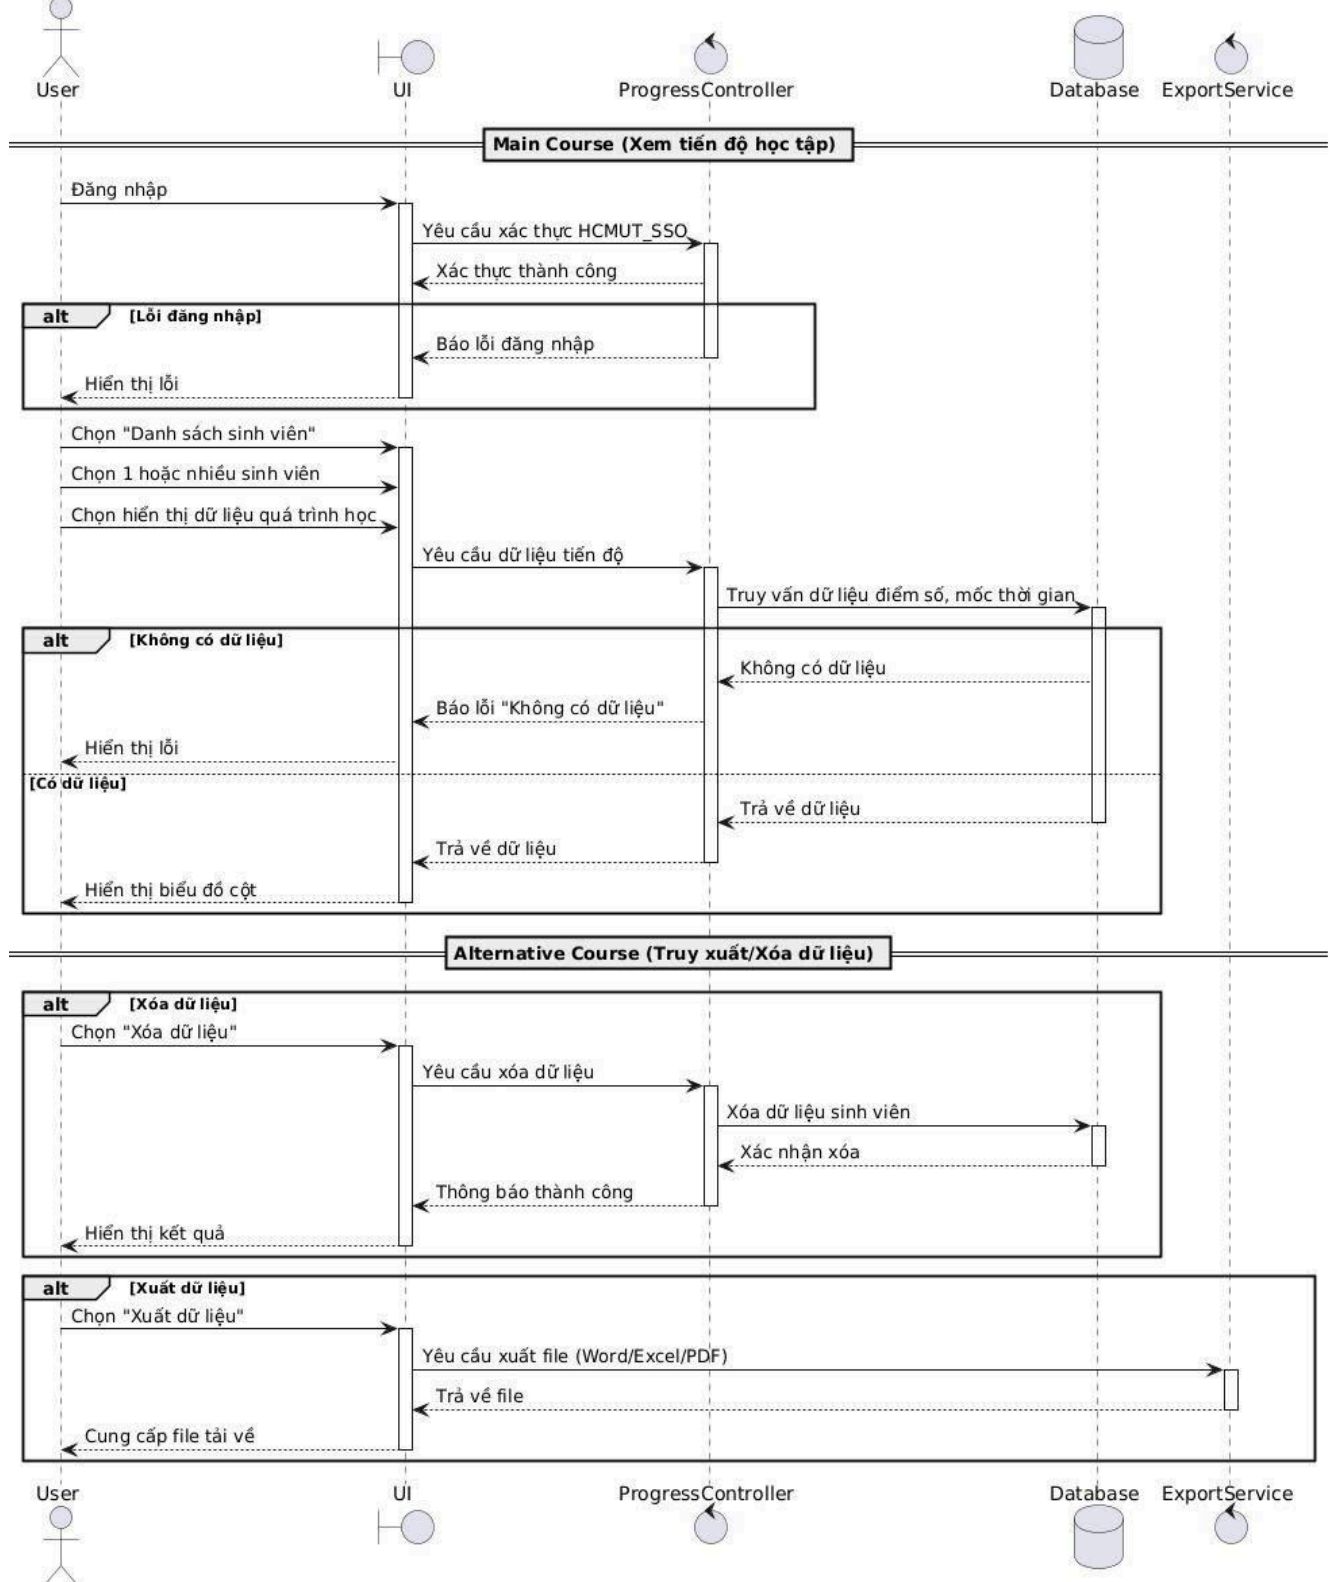 User
UI
ProgressController
Database
ExportService
Main Course (Xem tiến độ học tập)
Đăng nhập
Yêu cầu xác thực HCMUT_SSO
Xác thực thành công
alt
[Lỗi đăng nhập]
Báo lỗi đăng nhập
Hiển thị lỗi
Chọn "Danh sách sinh viên"
Chọn 1 hoặc nhiều sinh viên
Chọn hiển thị dữ liệu quá trình học
Yêu cầu dữ liệu tiến độ
Truy vấn dữ liệu điểm số, mốc thời gian
alt
[Không có dữ liệu]
Không có dữ liệu
Báo lỗi "Không có dữ liệu"
Hiển thị lỗi
[Có dữ liệu]
Trả về dữ liệu
Trả về dữ liệu
Hiển thị biểu đồ cột
Alternative Course (Truy xuất/Xóa dữ liệu)
alt
[Xóa dữ liệu]
Chọn "Xóa dữ liệu"
Yêu cầu xóa dữ liệu
Xóa dữ liệu sinh viên
Xác nhận xóa
Thông báo thành công
Hiển thị kết quả
alt
[Xuất dữ liệu]
Chọn "Xuất dữ liệu"
Yêu cầu xuất file (Word/Excel/PDF)
Trả về file
Cung cấp file tải về
User
UI
ProgressController
Database
ExportService